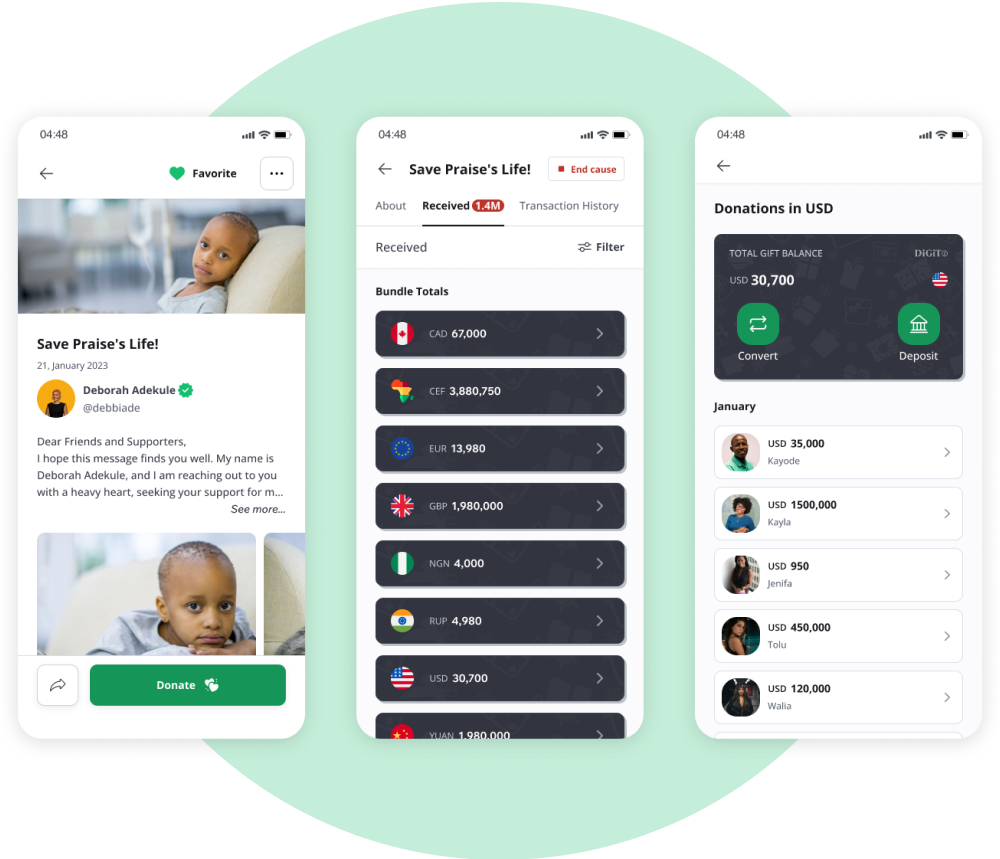 04:48
Favorite
Save Praise's Life!
21, January 2023
Deborah Adekule
@debbiade
Dear Friends and Supporters,
I hope this message finds you well. My name is
Deborah Adekule, and I am reaching out to you
with a heavy heart, seeking your support for m...
See more...
Donate
04:48
Save Praise's Life!
End cause
About
Received 1.4M
Transaction History
Received
Filter
Bundle Totals
CAD 67,000
CEF 3,880,750
EUR 13,980
GBP 1,980,000
NGN 4,000
RUP 4,980
USD 30,700
YUAN 1,980,000
04:48
Donations in USD
TOTAL GIFT BALANCE
DiGiT
USD 30,700
Convert
Deposit
January
USD 35,000
Kayode
USD 1500,000
Kayla
USD 950
Jenifa
USD 450,000
Tolu
USD 120,000
Walia